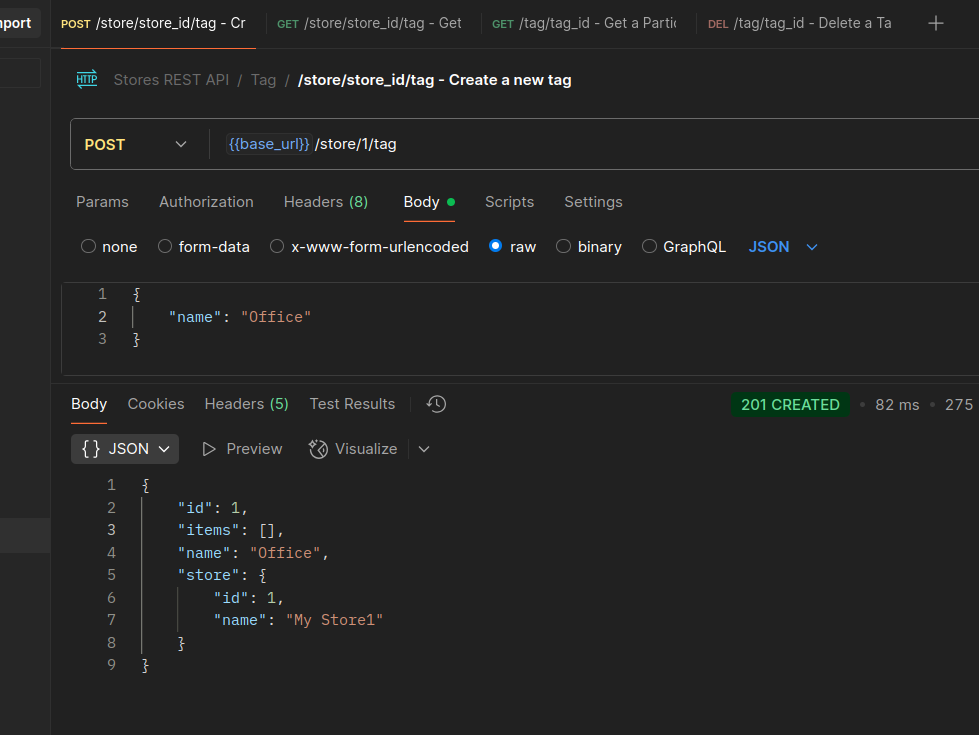 nport
POST /store/store_id/tag - Cr GET /store/store_id/tag - Get GET /tag/tag_id - Get a Partic DEL /tag/tag_id - Delete a Ta
HTTP Stores REST API / Tag / /store/store_id/tag - Create a new tag
POST {{base_url}} /store/1/tag
Params Authorization Headers (8) Body Scripts Settings
none form-data x-www-form-urlencoded raw binary GraphQL JSON
1 {
2 "name": "Office"
3 }
Body Cookies Headers (5) Test Results 201 CREATED • 82 ms • 275
{} JSON Preview Visualize
1 {
2 "id": 1,
3 "items": [],
4 "name": "Office",
5 "store": {
6 "id": 1,
7 "name": "My Store1"
8 }
9 }